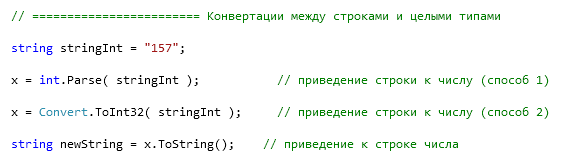 // ======================== Конвертации между строками и целыми типами
string stringInt = "157";
x = int.Parse( stringInt );           // приведение строки к числу (способ 1)
x = Convert.ToInt32( stringInt );     // приведение строки к числу (способ 2)
string newString = x.ToString();    // приведение к строке числа